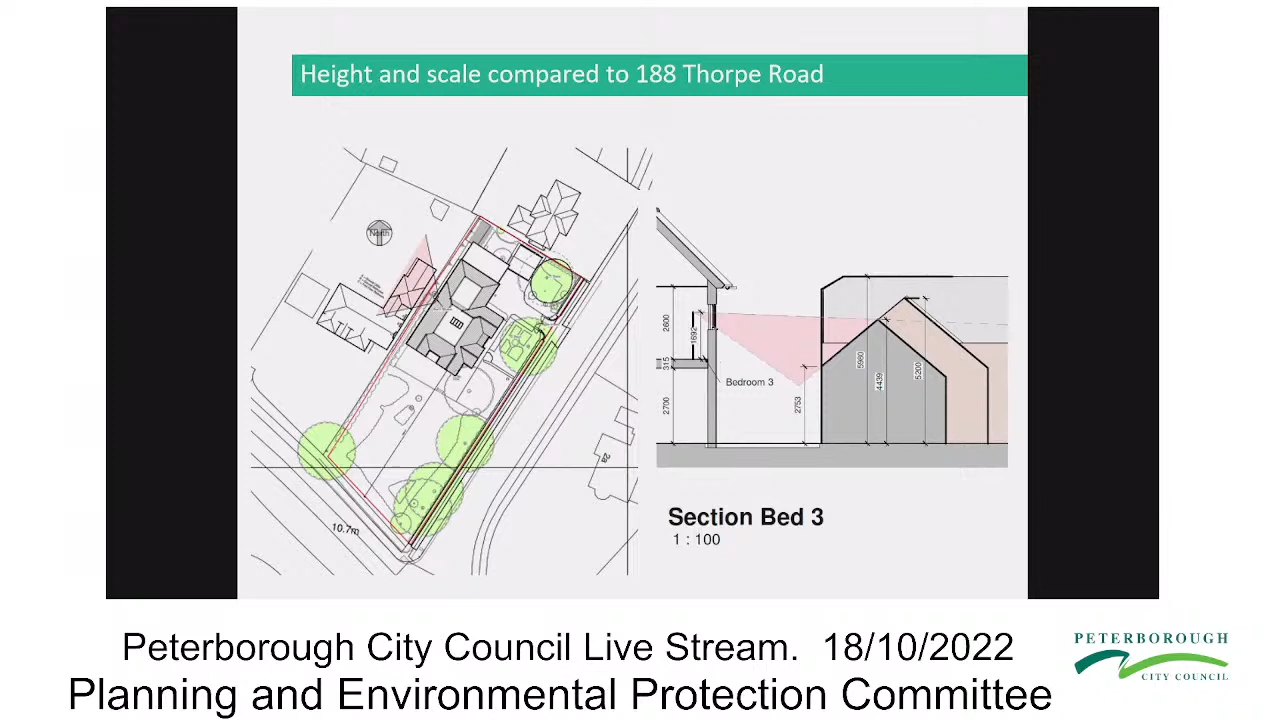 Height and scale compared to 188 Thorpe Road
North
10.7m
2a
2600
315
2700
1692
Bedroom 3
2753
5960
4439
5200
Section Bed 3
1 : 100
Peterborough City Council Live Stream. 18/10/2022
Planning and Environmental Protection Committee
PETERBOROUGH
CITY COUNCIL